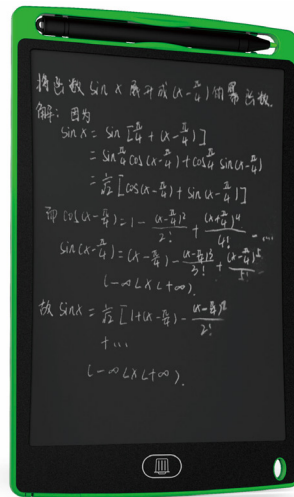 将函数 sin x 展开成 (x-π/4) 的幂函数.
解: 因为
sin x = sin [π/4 + (x-π/4)]
= sin π/4 cos(x-π/4) + cos π/4 sin(x-π/4)
= 1/√2 [cos(x-π/4) + sin(x-π/4)]
而 cos(x-π/4) = 1 - (x-π/4)²/2! + (x-π/4)⁴/4! - ...
sin(x-π/4) = (x-π/4) - (x-π/4)³/3! + (x-π/4)⁵/5!
(-∞<x<+∞).
故 sin x = 1/√2 [1+(x-π/4) - (x-π/4)²/2!
+...
(-∞<x<+∞).